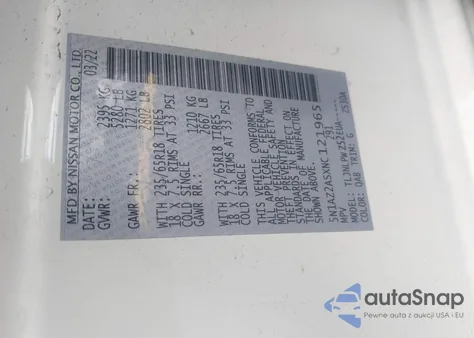 MFD BY NISSAN MOTOR CO., LTD.
DATE: 03/22
GVWR: 2395 KG
5280 LB
GAWR FR: 1271 KG
2802 LB
WITH 235/65R18 TIRES
18 X 7.5 RIMS AT 33 PSI
COLD SINGLE
GAWR RR: 1210 KG
2667 LB
WITH 235/65R18 TIRES
18 X 7.5 RIMS AT 33 PSI
COLD SINGLE
THIS VEHICLE CONFORMS TO
ALL APPLICABLE FEDERAL
MOTOR VEHICLE SAFETY AND
THEFT PREVENTION
STANDARDS IN EFFECT ON
THE DATE OF MANUFACTURE
SHOWN ABOVE.
5N1AZ2ASXNC121965
MPV
COLOR: QAB TRIM: G
autoSnap
Pewne auta z aukcji USA i EU